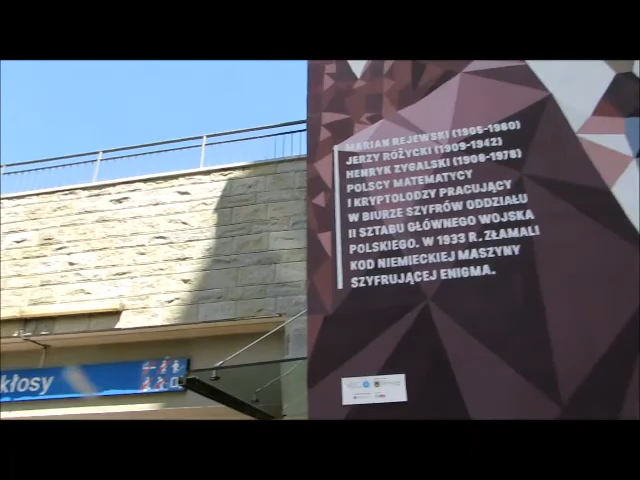 MARIAN REJEWSKI (1905-1980)
JERZY RÓŻYCKI (1909-1942)
HENRYK ZYGALSKI (1908-1978)
POLSCY MATEMATYCY
I KRYPTOLODZY PRACUJĄCY
W BIURZE SZYFRÓW ODDZIAŁU
II SZTABU GŁÓWNEGO WOJSKA
POLSKIEGO. W 1933 R. ZŁAMALI
KOD NIEMIECKIEJ MASZYNY
SZYFRUJĄCEJ ENIGMA.
kłosy